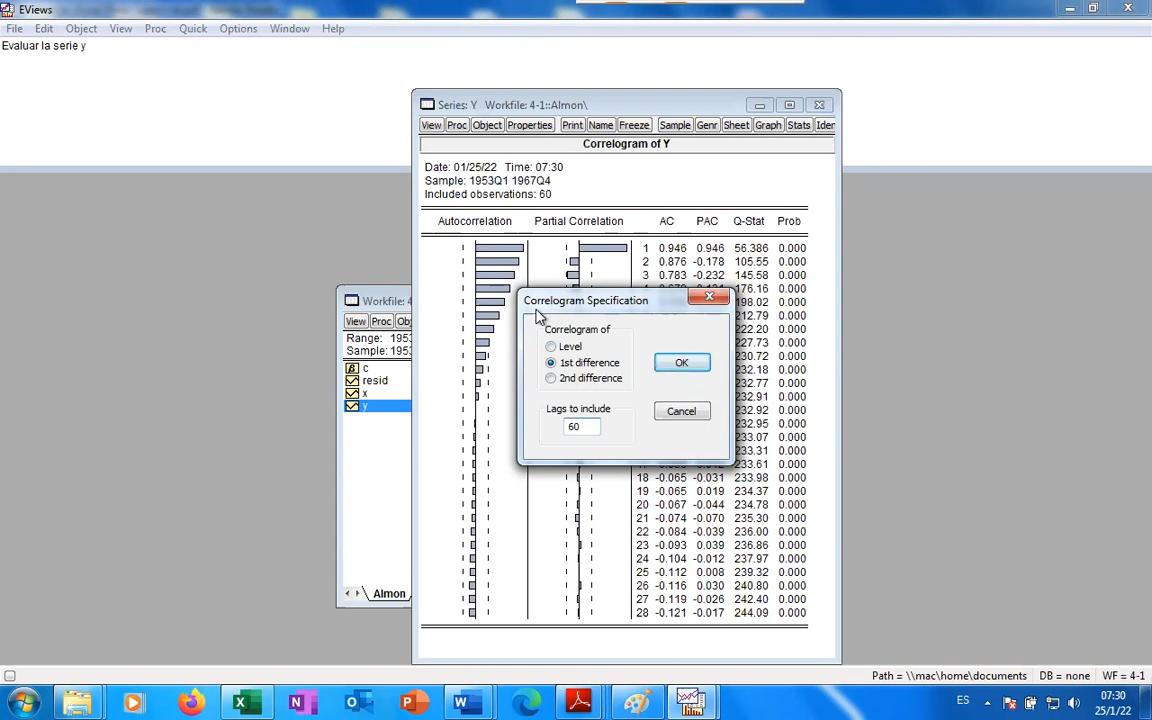 EViews
File Edit Object View Proc Quick Options Window Help
Evaluar la serie y
Series: Y Workfile: 4-1::Almon\
View Proc Object Properties Print Name Freeze Sample Genr Sheet Graph Stats Iden
Correlogram of Y
Date: 01/25/22 Time: 07:30
Sample: 1953Q1 1967Q4
Included observations: 60
Autocorrelation Partial Correlation AC PAC Q-Stat Prob
1 0.946 0.946 56.386 0.000
2 0.876 -0.178 105.55 0.000
3 0.783 -0.232 145.58 0.000
176.16 0.000
198.02 0.000
212.79 0.000
222.20 0.000
227.73 0.000
230.72 0.000
232.18 0.000
232.77 0.000
232.91 0.000
232.92 0.000
232.95 0.000
233.07 0.000
233.31 0.000
233.61 0.000
18 -0.065 -0.031 233.98 0.000
19 -0.065 0.019 234.37 0.000
20 -0.067 -0.044 234.78 0.000
21 -0.074 -0.070 235.30 0.000
22 -0.084 -0.039 236.00 0.000
23 -0.093 0.039 236.86 0.000
24 -0.104 -0.012 237.97 0.000
25 -0.112 0.008 239.32 0.000
26 -0.116 0.030 240.80 0.000
27 -0.119 -0.026 242.40 0.000
28 -0.121 -0.017 244.09 0.000
Correlogram Specification
Correlogram of
Level
1st difference
2nd difference
OK
Lags to include
60
Cancel
Workfile: 4
View Proc
Range: 1953
Sample: 1953
c
resid
x
y
Almon
Path = \\mac\home\documents DB = none WF = 4-1
ES
07:30
25/1/22